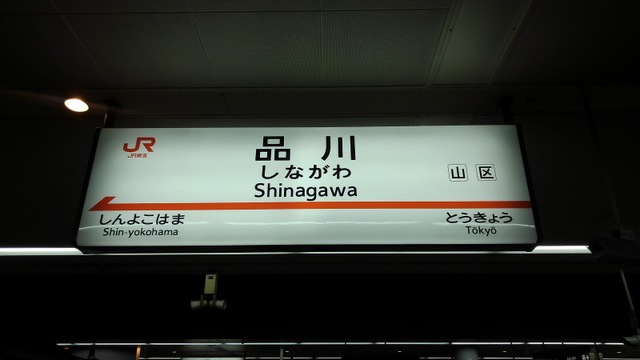 JR
JR東海
品川
しながわ
Shinagawa
山 区
しんよこはま
Shin-yokohama
とうきょう
Tōkyō